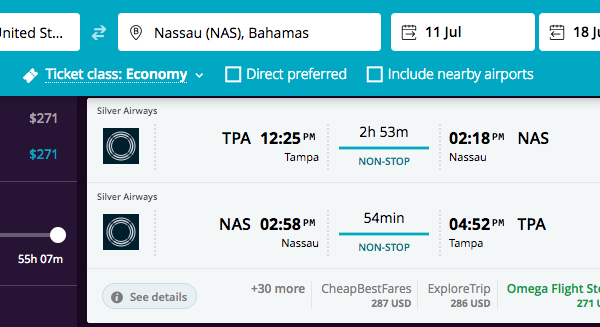 nited St...
B
Nassau (NAS), Bahamas
11 Jul
18 Ju
Ticket class: Economy
Direct preferred
Include nearby airports
$271
$271
55h 07m
Silver Airways
TPA 12:25 PM
Tampa
2h 53m
NON-STOP
02:18 PM NAS
Nassau
Silver Airways
NAS 02:58 PM
Nassau
54min
NON-STOP
04:52 PM TPA
Tampa
See details
+30 more
CheapBestFares
287 USD
ExploreTrip
286 USD
Omega Flight Sto
271 U